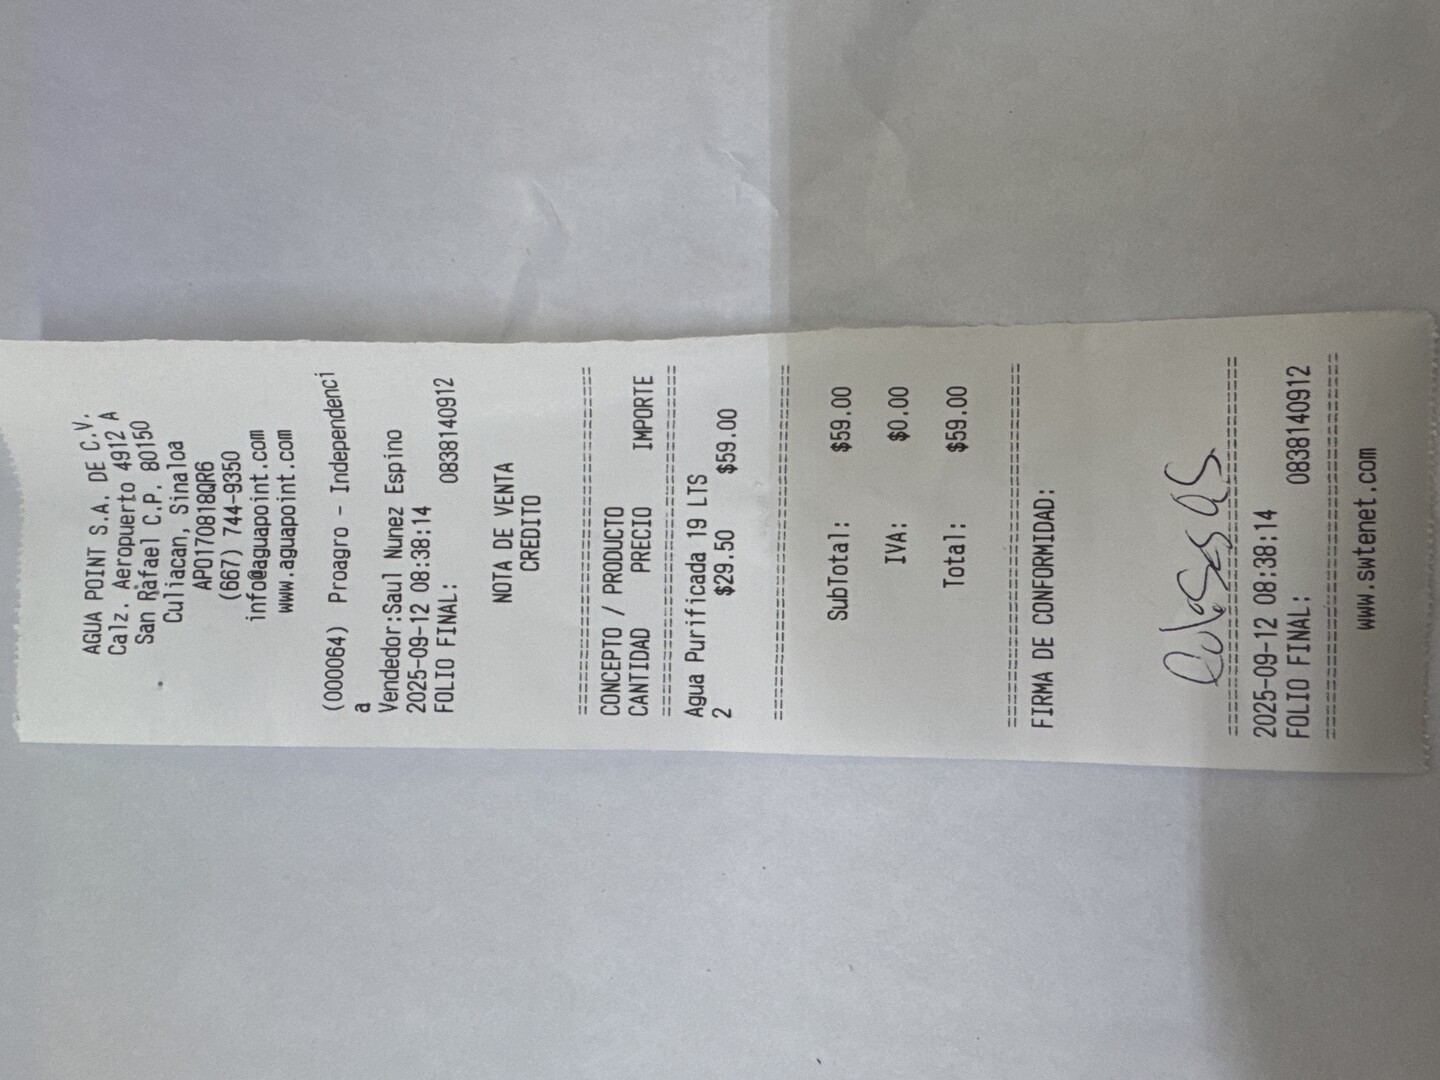 AGUA POINT S.A. DE C.V.
Calz. Aeropuerto 4912 A
San Rafael C.P. 80150
Culiacan, Sinaloa
APO170818QR6
(667) 744-9350
info@aguapoint.com
www.aguapoint.com
(000064) Proagro - Independenci
a
Vendedor:Saul Nunez Espino
2025-09-12 08:38:14
FOLIO FINAL: 0838140912
NOTA DE VENTA
CREDITO
CONCEPTO / PRODUCTO
CANTIDAD PRECIO IMPORTE
Agua Purificada 19 LTS
2 $29.50 $59.00
SubTotal: $59.00
IVA: $0.00
Total: $59.00
FIRMA DE CONFORMIDAD:
2025-09-12 08:38:14
FOLIO FINAL: 0838140912
www.swtenet.com